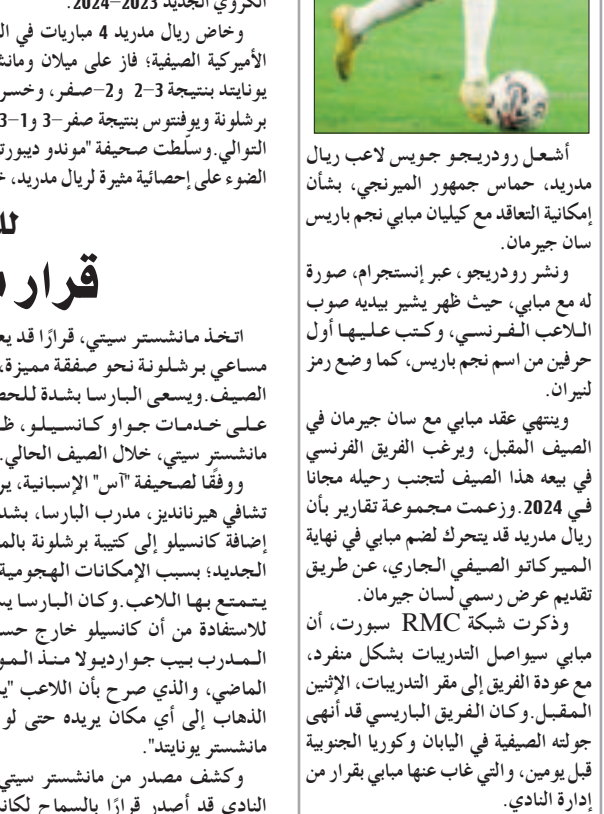 أشعل رودريجو جويس لاعب ريال
مدريد، حماس جمهور الميرنجي، بشأن
إمكانية التعاقد مع كيليان مبابي نجم باريس
سان جيرمان.
ونشر رودريجو، عبر إنستجرام، صورة
له مع مبابي، حيث ظهر يشير بيديه صوب
اللاعب الفرنسي، وكتب عليها أول
حرفين من اسم نجم باريس، كما وضع رمز
لنيران.
وينتهي عقد مبابي مع سان جيرمان في
الصيف المقبل، ويرغب الفريق الفرنسي
في بيعه هذا الصيف لتجنب رحيله مجانا
في 2024.وزعمت مجموعة تقارير بأن
ريال مدريد قد يتحرك لضم مبابي في نهاية
الميركاتو الصيفي الجاري، عن طريق
تقديم عرض رسمي لسان جيرمان.
وذكرت شبكة RMC سبورت، أن
مبابي سيواصل التدريبات بشكل منفرد،
مع عودة الفريق إلى مقر التدريبات، الإثنين
المقبل.وكان الفريق الباريسي قد أنهى
جولته الصيفية في اليابان وكوريا الجنوبية
قبل يومين، والتي غاب عنها مبابي بقرار من
إدارة النادي.
الكروي الجديد 2023–2024.
وخاض ريال مدريد 4 مباريات في
الأميركية الصيفية؛ فاز على ميلان
يونايتد بنتيجة 3–2 و2–صفر، وخسر
برشلونة ويوفنتوس بنتيجة صفر–3 و1–3
التوالي.وسلّطت صحيفة "موندو
الضوء على إحصائية مثيرة لريال مدريد،
قرار
اتخذ مانشستر سيتي، قرارًا قد
مساعي برشلونة نحو صفقة مميزة،
الصيف.ويسعى البارسا بشدة
على خدمات جواو كانسيلو،
مانشستر سيتي، خلال الصيف الحالي.
ووفقًا لصحيفة "آس" الإسبانية،
تشافي هيرنانديز، مدرب البارسا،
إضافة كانسيلو إلى كتيبة برشلونة
الجديد؛ بسبب الإمكانات الهجومية
يتمتع بها اللاعب.وكان البارسا
للاستفادة من أن كانسيلو خارج
المدرب بيب جوارديولا منذ
الماضي، والذي صرح بأن اللاعب
الذهاب إلى أي مكان يريده حتى لو
مانشستر يونايتد".
وكشف مصدر من مانشستر سيتي
النادي قد أصدر قرارًا بالسماح